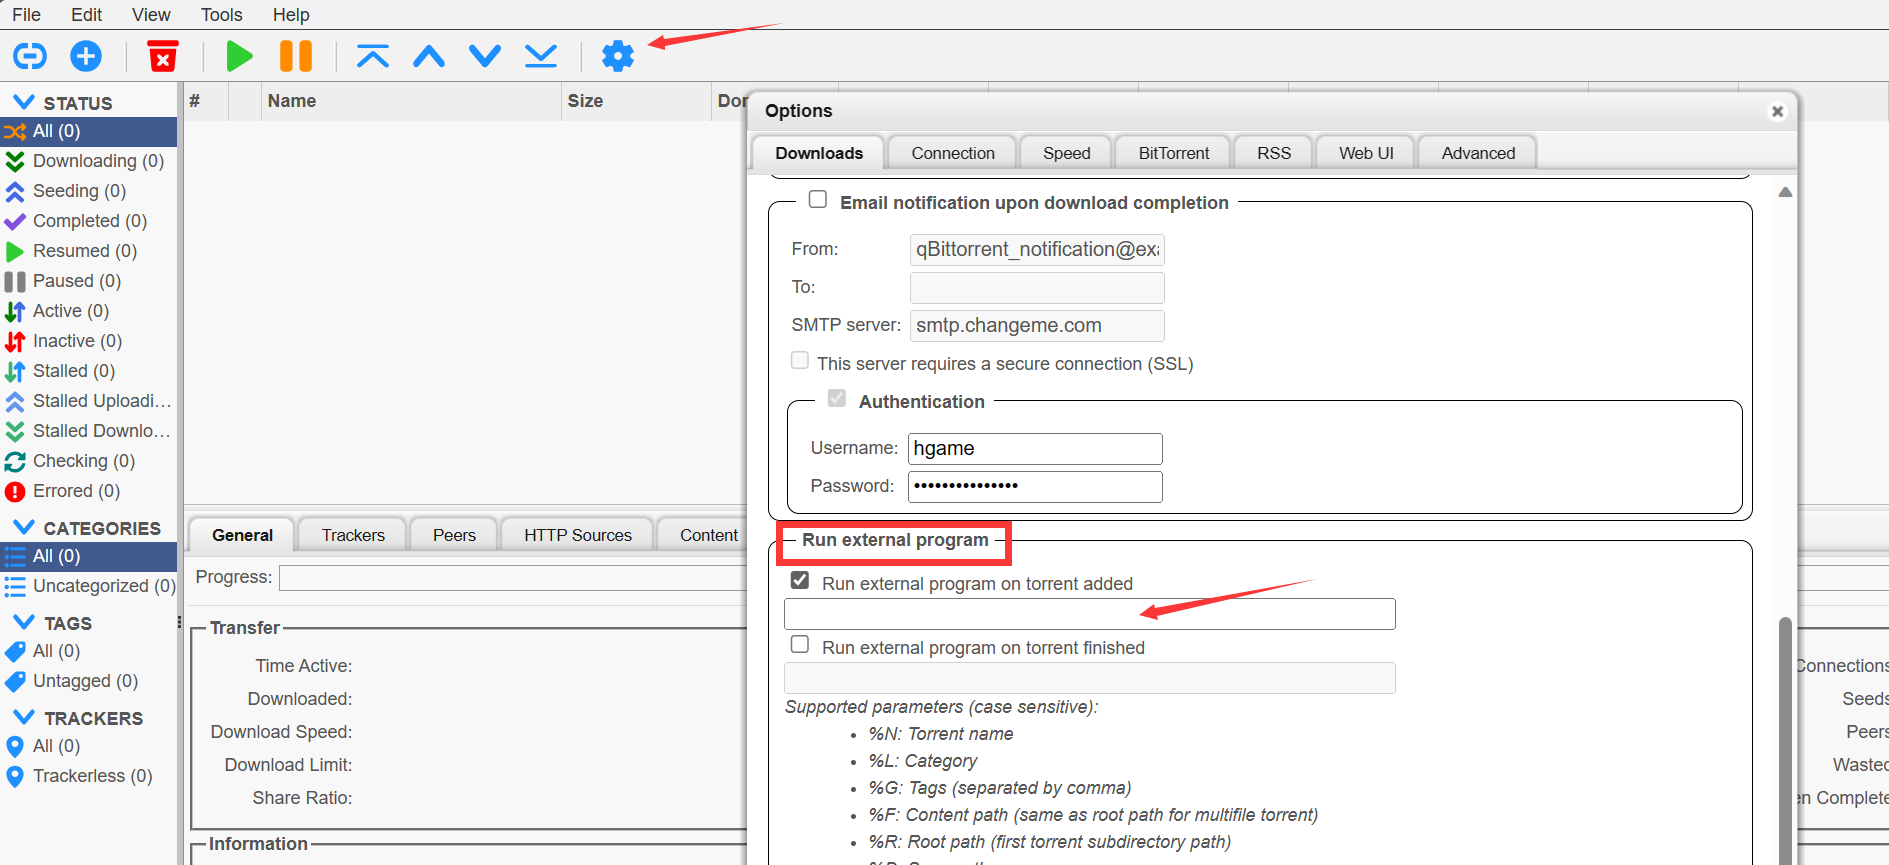 File Edit View Tools Help
STATUS
All (0)
Downloading (0)
Seeding (0)
Completed (0)
Resumed (0)
Paused (0)
Active (0)
Inactive (0)
Stalled (0)
Stalled Uploadi...
Stalled Downlo...
Checking (0)
Errored (0)
CATEGORIES
All (0)
Uncategorized (0)
TAGS
All (0)
Untagged (0)
TRACKERS
All (0)
Trackerless (0)
# Name Size Dor
General Trackers Peers HTTP Sources Content
Progress:
Transfer
Time Active:
Downloaded:
Download Speed:
Download Limit:
Share Ratio:
Information
Options
Downloads Connection Speed BitTorrent RSS Web UI Advanced
Email notification upon download completion
From: qBittorrent_notification@exa
To:
SMTP server: smtp.changeme.com
This server requires a secure connection (SSL)
Authentication
Username: hgame
Password: •••••••••••••••
Run external program
Run external program on torrent added
Run external program on torrent finished
Supported parameters (case sensitive):
• %N: Torrent name
• %L: Category
• %G: Tags (separated by comma)
• %F: Content path (same as root path for multifile torrent)
• %R: Root path (first torrent subdirectory path)
Connections
Seeds
Peers
Wasted
en Complete